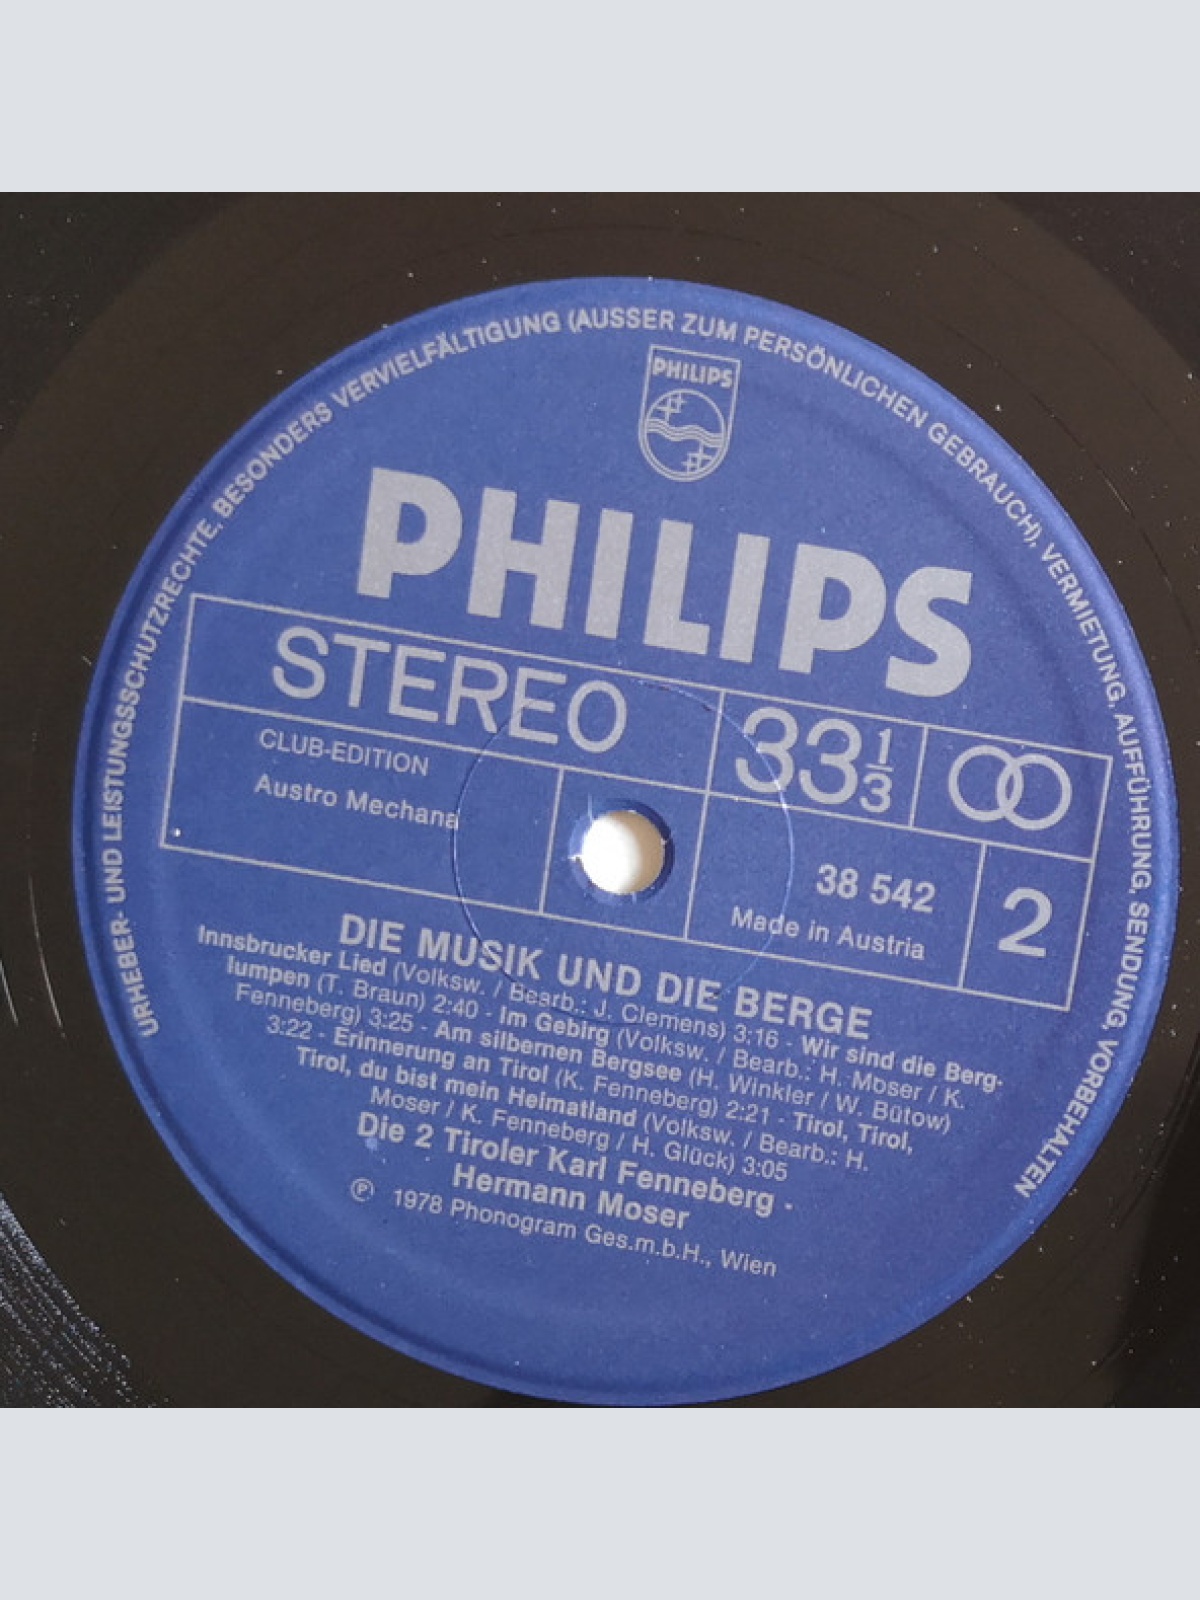 URHEBER- UND LEISTUNGSSCHUTZRECHTE, BESONDERS VERVIELFÄLTIGUNG (AUSSER ZUM PERSÖNLICHEN GEBRAUCH), VERMIETUNG, AUFFÜHRUNG, SENDUNG, VORBEHALTEN
PHILIPS
PHILIPS
STEREO
33 1/3
CLUB-EDITION
Austro Mechana
38 542
Made in Austria
2
DIE MUSIK UND DIE BERGE
Innsbrucker Lied (Volksw. / Bearb.: J. Clemens) 3:16 - Wir sind die Berg-
lumpen (T. Braun) 2:40 - Im Gebirg (Volksw. / Bearb.: H. Moser / K.
Fenneberg) 3:25 - Am silbernen Bergsee (H. Winkler / W. Bütow)
3:22 - Erinnerung an Tirol (K. Fenneberg) 2:21 - Tirol, Tirol,
Tirol, du bist mein Heimatland (Volksw. / Bearb.: H.
Moser / K. Fenneberg / H. Glück) 3:05
Die 2 Tiroler Karl Fenneberg -
Hermann Moser
℗ 1978 Phonogram Ges.m.b.H., Wien